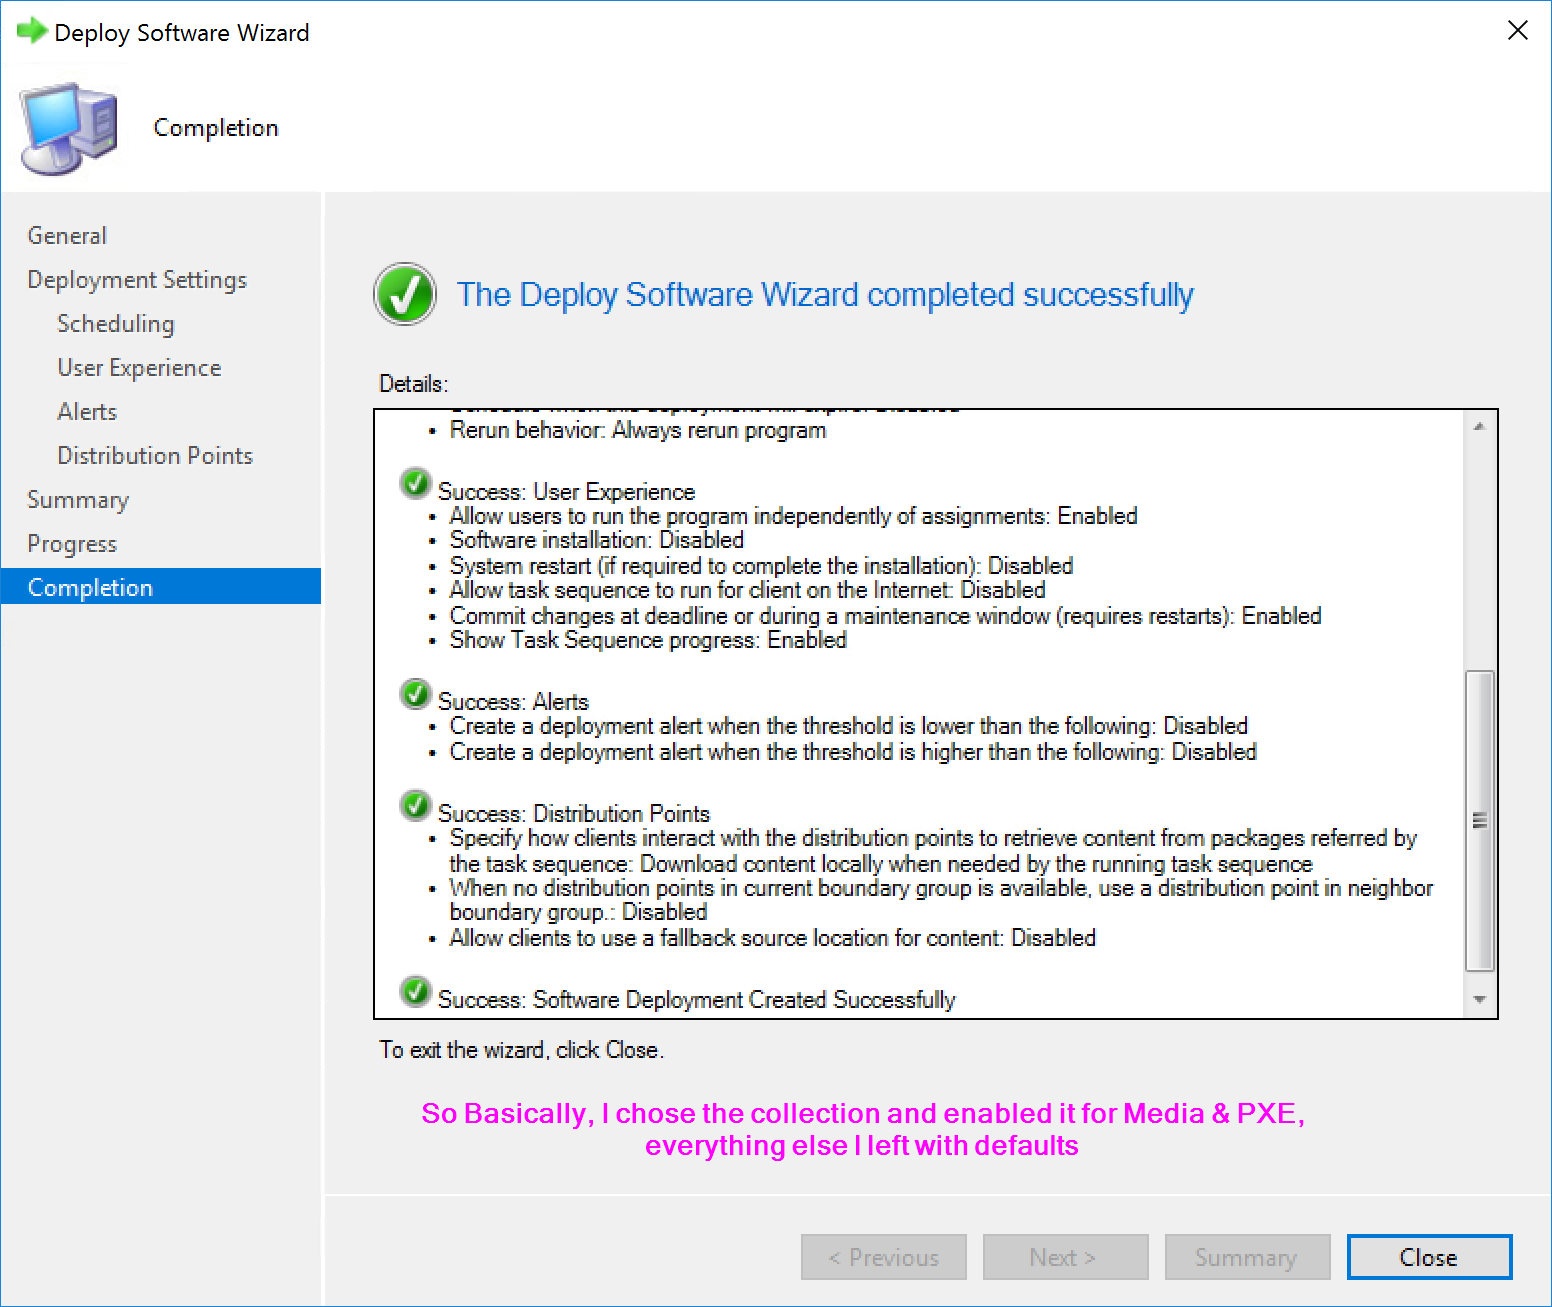 Deploy Software Wizard
Completion
General
Deployment Settings
Scheduling
User Experience
Alerts
Distribution Points
Summary
Progress
Completion
The Deploy Software Wizard completed successfully
Details:
• Rerun behavior: Always rerun program
Success: User Experience
• Allow users to run the program independently of assignments: Enabled
• Software installation: Disabled
• System restart (if required to complete the installation): Disabled
• Allow task sequence to run for client on the Internet: Disabled
• Commit changes at deadline or during a maintenance window (requires restarts): Enabled
• Show Task Sequence progress: Enabled
Success: Alerts
• Create a deployment alert when the threshold is lower than the following: Disabled
• Create a deployment alert when the threshold is higher than the following: Disabled
Success: Distribution Points
• Specify how clients interact with the distribution points to retrieve content from packages referred by
the task sequence: Download content locally when needed by the running task sequence
• When no distribution points in current boundary group is available, use a distribution point in neighbor
boundary group.: Disabled
• Allow clients to use a fallback source location for content: Disabled
Success: Software Deployment Created Successfully
To exit the wizard, click Close.
So Basically, I chose the collection and enabled it for Media & PXE,
everything else I left with defaults
< Previous
Next >
Summary
Close